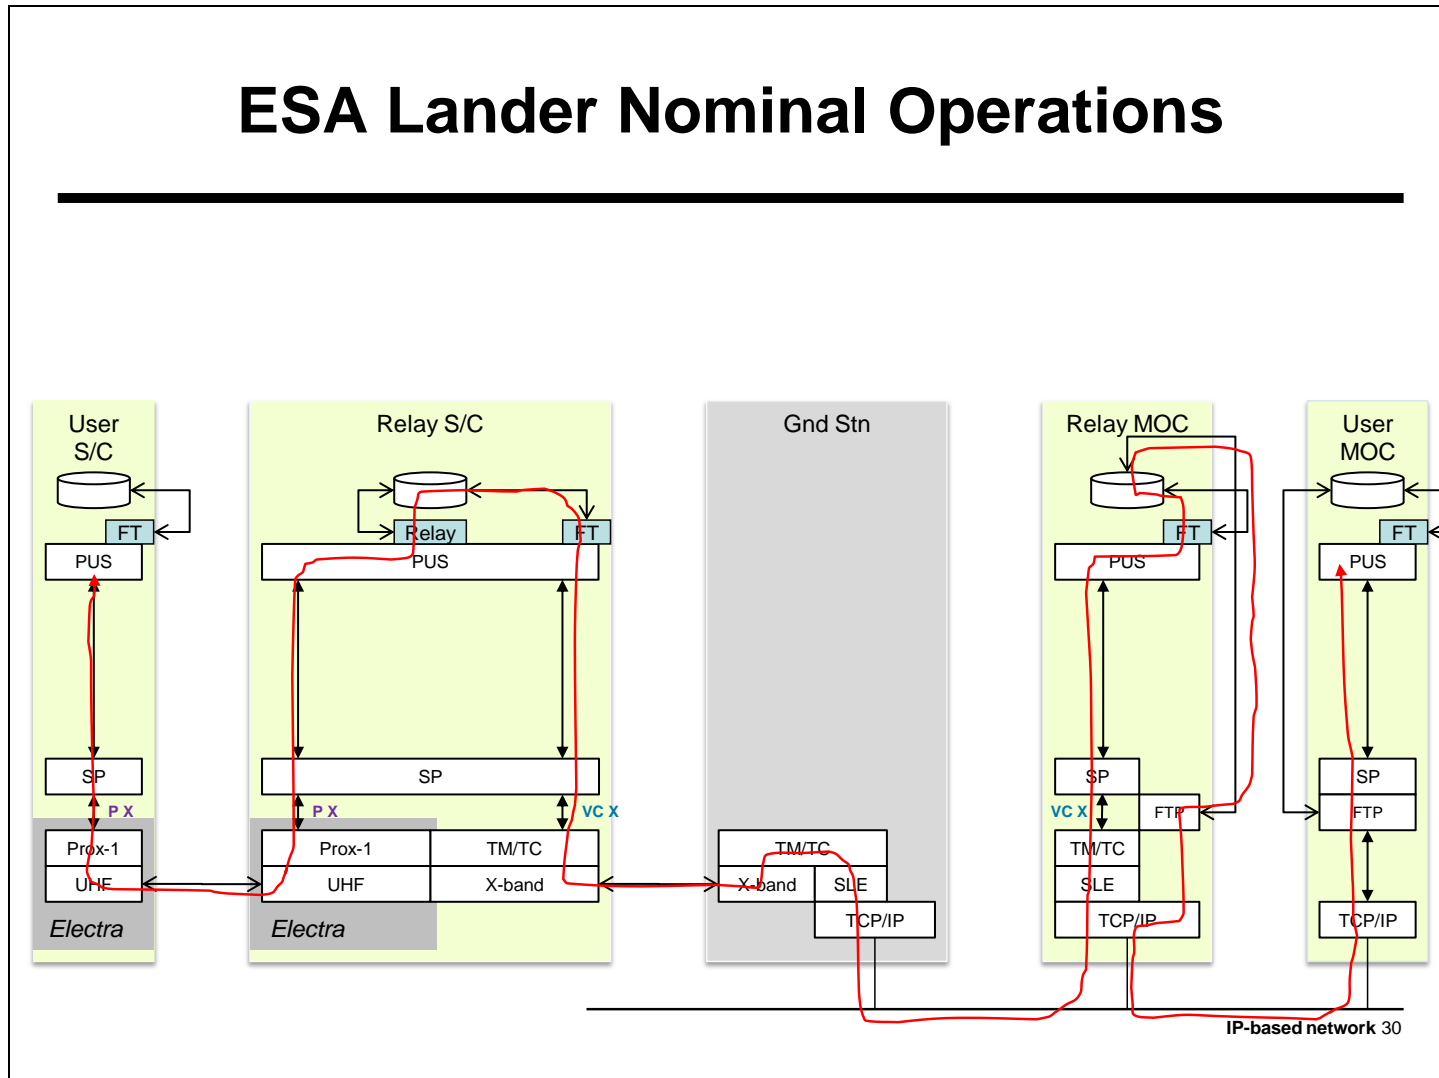 ESA Lander Nominal Operations
User
S/C
FT
PUS
SP
P X
Prox-1
UHF
Electra
Relay S/C
Relay
FT
PUS
SP
P X
VC X
Prox-1
TM/TC
UHF
X-band
Electra
Gnd Stn
TM/TC
X-band
SLE
TCP/IP
Relay MOC
FT
PUS
SP
VC X
FTP
TM/TC
SLE
TCP/IP
User
MOC
FT
PUS
SP
FTP
TCP/IP
IP-based network 30